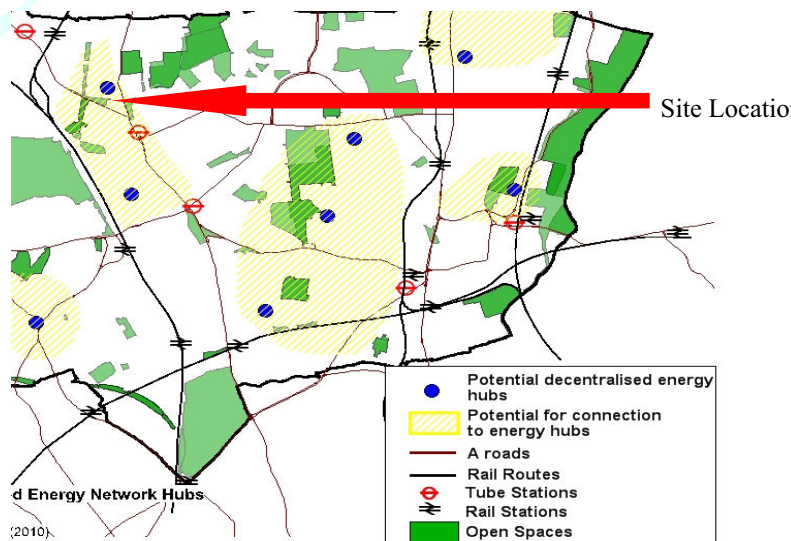 Site Location
Potential decentralised energy
hubs
Potential for connection
to energy hubs
A roads
Rail Routes
Tube Stations
Rail Stations
Open Spaces
d Energy Network Hubs
(2010)